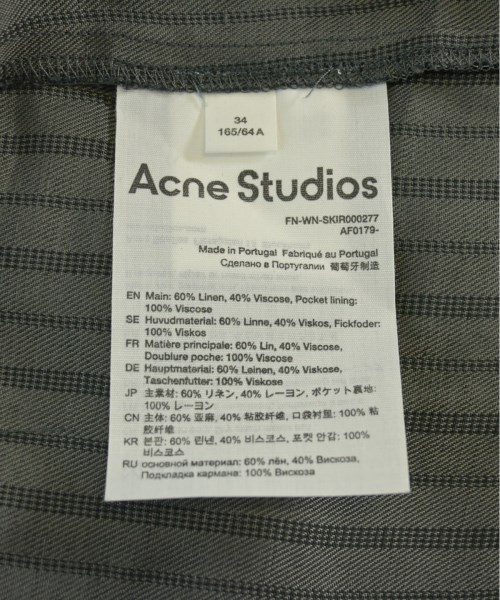 34
165/64 A
Acne Studios
FN-WN-SKIR000277
AF0179-
Made in Portugal Fabriqué au Portugal
Сделано в Португалии 葡萄牙制造
EN Main: 60% Linen, 40% Viscose, Pocket lining:
100% Viscose
SE Huvudmaterial: 60% Linne, 40% Viskos, Fickfoder:
100% Viskos
FR Matière principale: 60% Lin, 40% Viscose,
Doublure poche: 100% Viscose
DE Hauptmaterial: 60% Leinen, 40% Viskose,
Taschenfutter: 100% Viskose
JP 主素材: 60% リネン, 40% レーヨン, ポケット裏地:
100% レーヨン
CN 主体: 60% 亚麻, 40% 粘胶纤维, 口袋衬里: 100% 粘
胶纤维
KR 본판: 60% 린넨, 40% 비스코스, 포켓 안감: 100% 비
스코스
RU основной материал: 60% лён, 40% Вискоза,
Подкладка кармана: 100% Вискоза